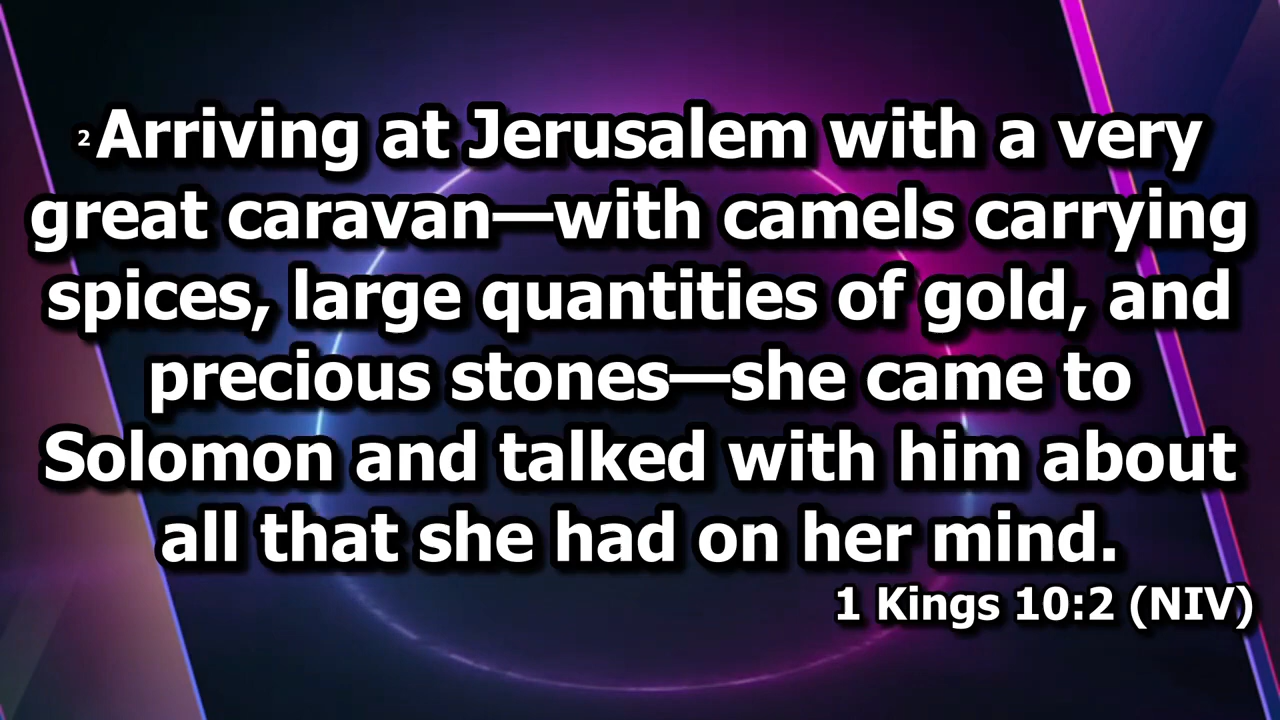 2 Arriving at Jerusalem with a very
great caravan—with camels carrying
spices, large quantities of gold, and
precious stones—she came to
Solomon and talked with him about
all that she had on her mind.
1 Kings 10:2 (NIV)